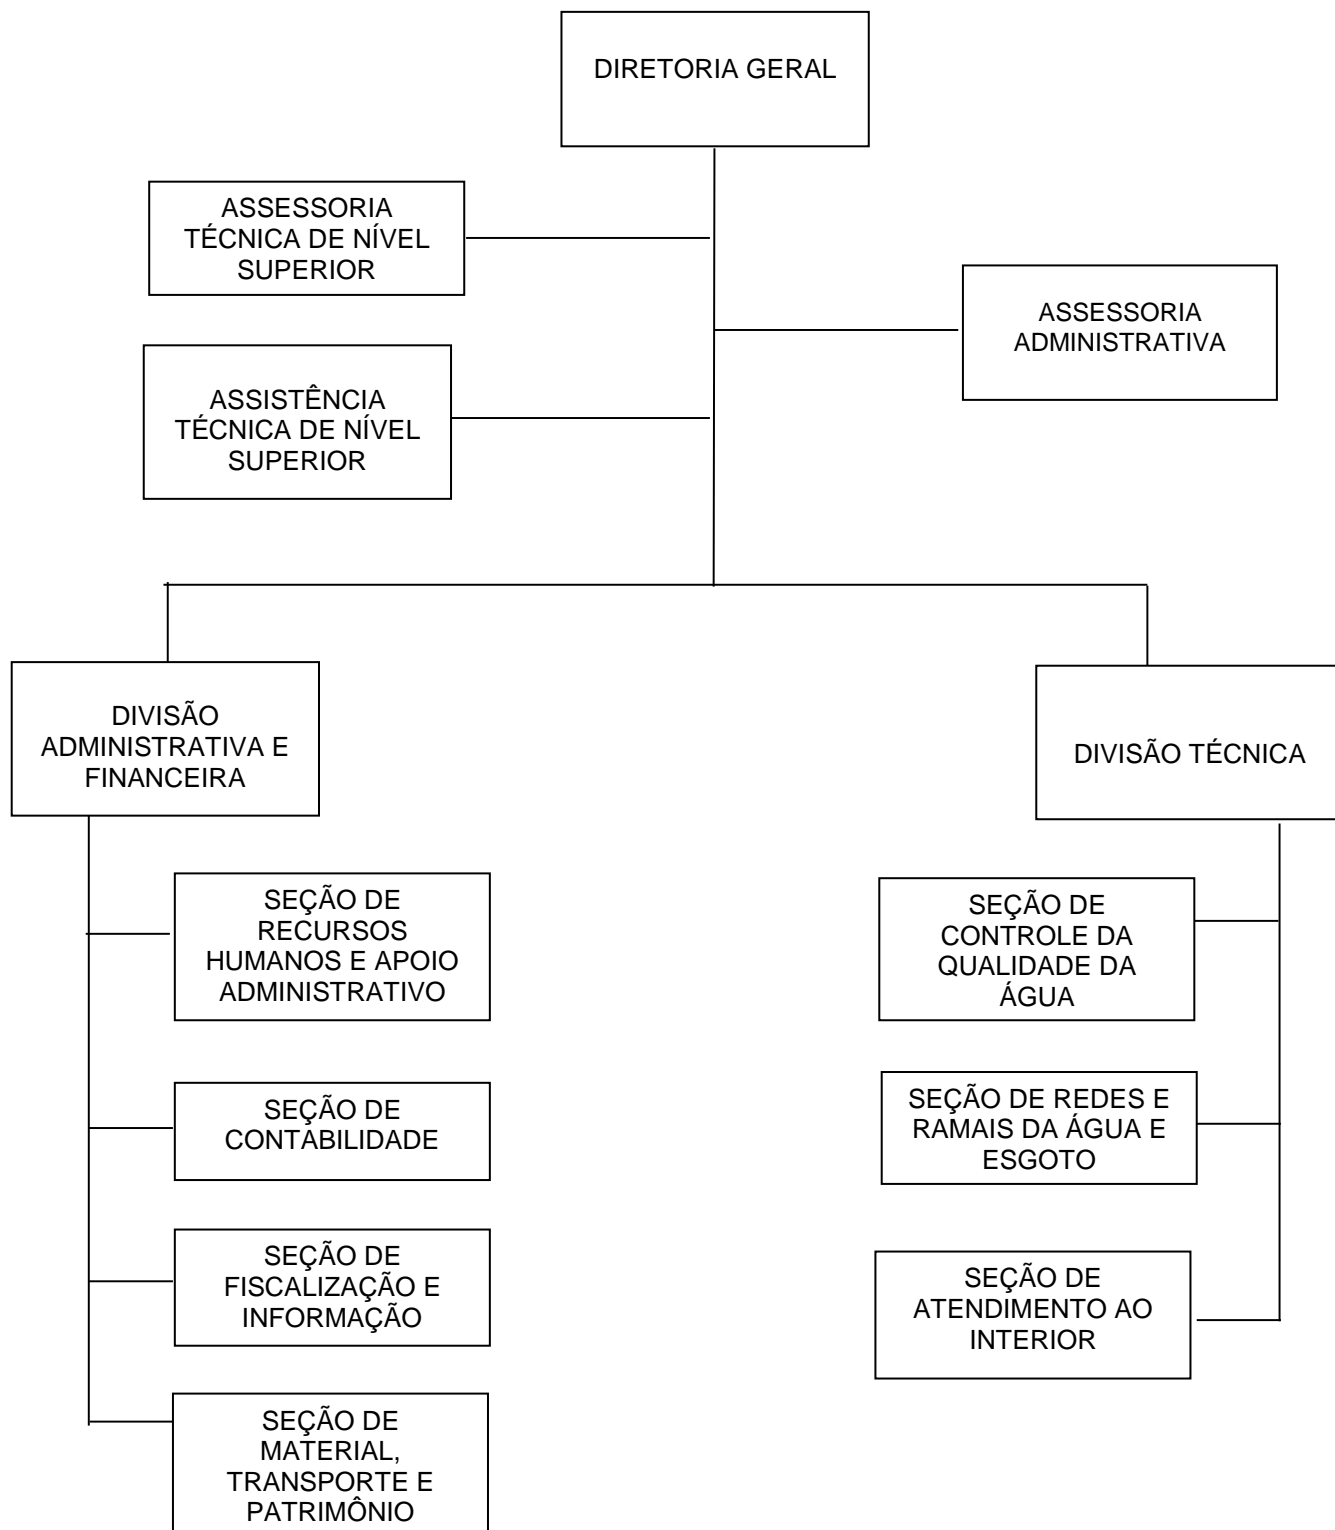 DIRETORIA GERAL
ASSESSORIA
TÉCNICA DE NÍVEL
SUPERIOR
ASSESSORIA
ADMINISTRATIVA
ASSISTÊNCIA
TÉCNICA DE NÍVEL
SUPERIOR
DIVISÃO
ADMINISTRATIVA E
FINANCEIRA
DIVISÃO TÉCNICA
SEÇÃO DE
RECURSOS
HUMANOS E APOIO
ADMINISTRATIVO
SEÇÃO DE
CONTABILIDADE
SEÇÃO DE
FISCALIZAÇÃO E
INFORMAÇÃO
SEÇÃO DE
MATERIAL,
TRANSPORTE E
PATRIMÔNIO
SEÇÃO DE
CONTROLE DA
QUALIDADE DA
ÁGUA
SEÇÃO DE REDES E
RAMAIS DA ÁGUA E
ESGOTO
SEÇÃO DE
ATENDIMENTO AO
INTERIOR